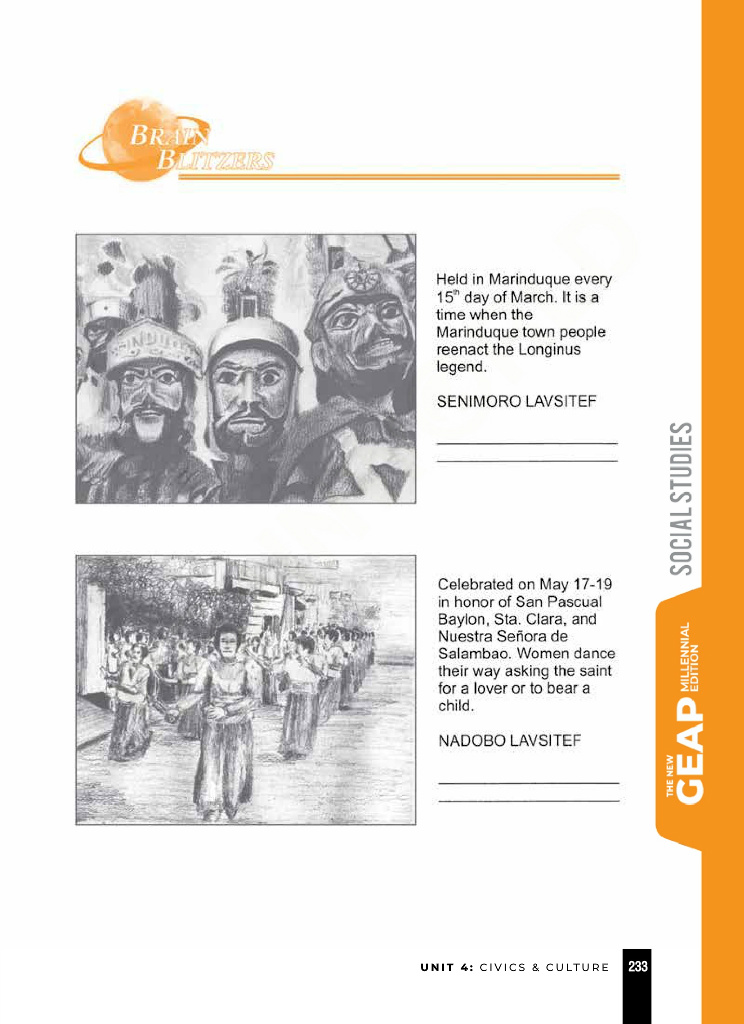 BRAIN
BLITZERS
Held in Marinduque every
15th day of March. It is a
time when the
Marinduque town people
reenact the Longinus
legend.
SENIMORO LAVSITEF
Celebrated on May 17-19
in honor of San Pascual
Baylon, Sta. Clara, and
Nuestra Señora de
Salambao. Women dance
their way asking the saint
for a lover or to bear a
child.
NADOBO LAVSITEF
SOCIAL STUDIES
THE NEW
GEAP
MILLENNIAL
EDITION
UNIT 4: CIVICS & CULTURE 233